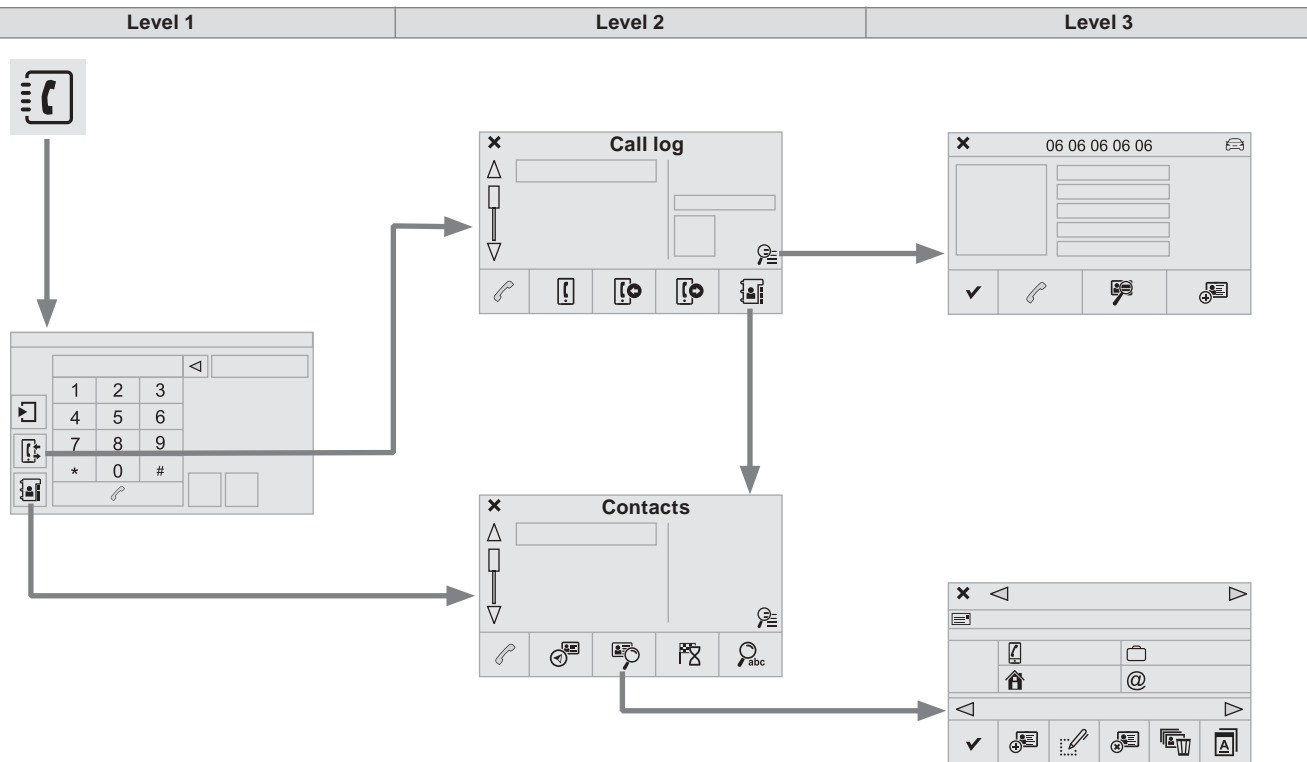 Level 1
Level 2
Level 3
Call log
06 06 06 06 06
1 2 3
4 5 6
7 8 9
* 0 #
Contacts
abc
@
A